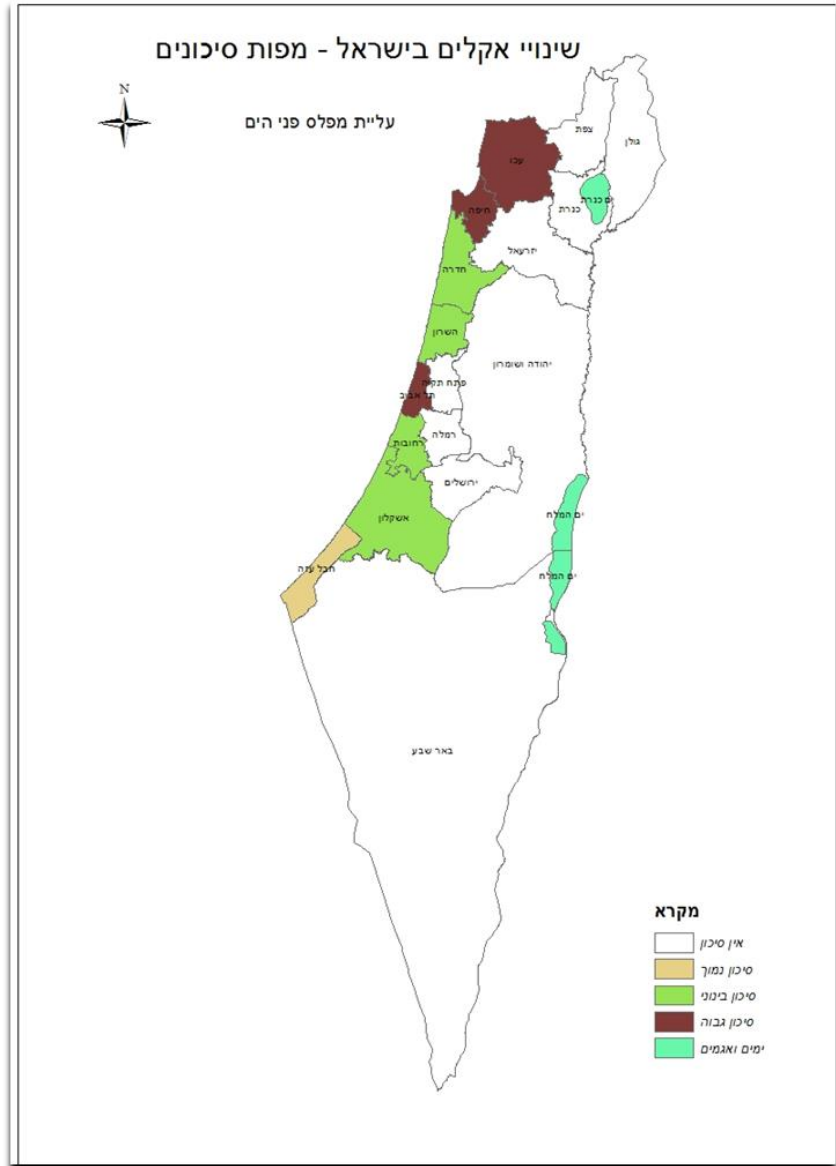 שינויי אקלים בישראל - מפות סיכונים
N
עליית מפלס פני הים
צפת
גולן
עכו
ים כנרת
כנרת
חיפה
יזרעאל
חדרה
השרון
יהודה ושומרון
פתח תקוה
תל אביב
רמלה
רחובות
ירושלים
אשקלון
ים המלח
חבל עזה
ים המלח
באר שבע
מקרא
אין סיכון
סיכון נמוך
סיכון בינוני
סיכון גבוה
ימים ואגמים